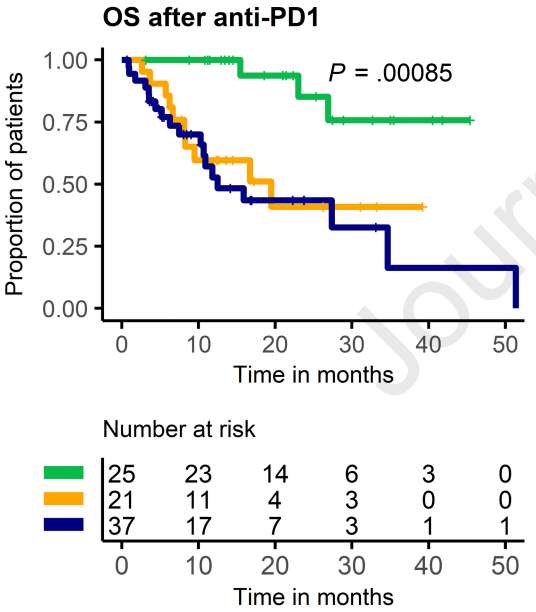 OS after anti-PD1
Proportion of patients
1.00
0.75
0.50
0.25
0.00
P = .00085
0 10 20 30 40 50
Time in months
Journ
Number at risk
25 23 14 6 3 0
21 11 4 3 0 0
37 17 7 3 1 1
0 10 20 30 40 50
Time in months